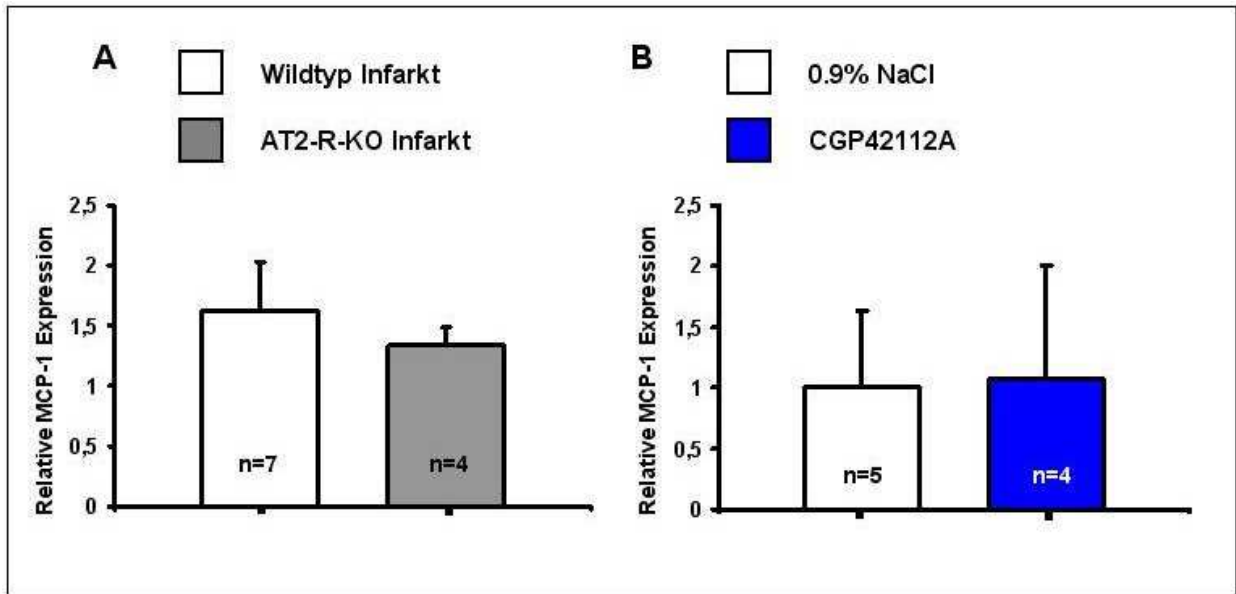 A
Wildtyp Infarkt
AT2-R-KO Infarkt
Relative MCP-1 Expression
2,5
2
1,5
1
0,5
0
n=7
n=4
B
0.9% NaCl
CGP42112A
Relative MCP-1 Expression
2,5
2
1,5
1
0,5
0
n=5
n=4